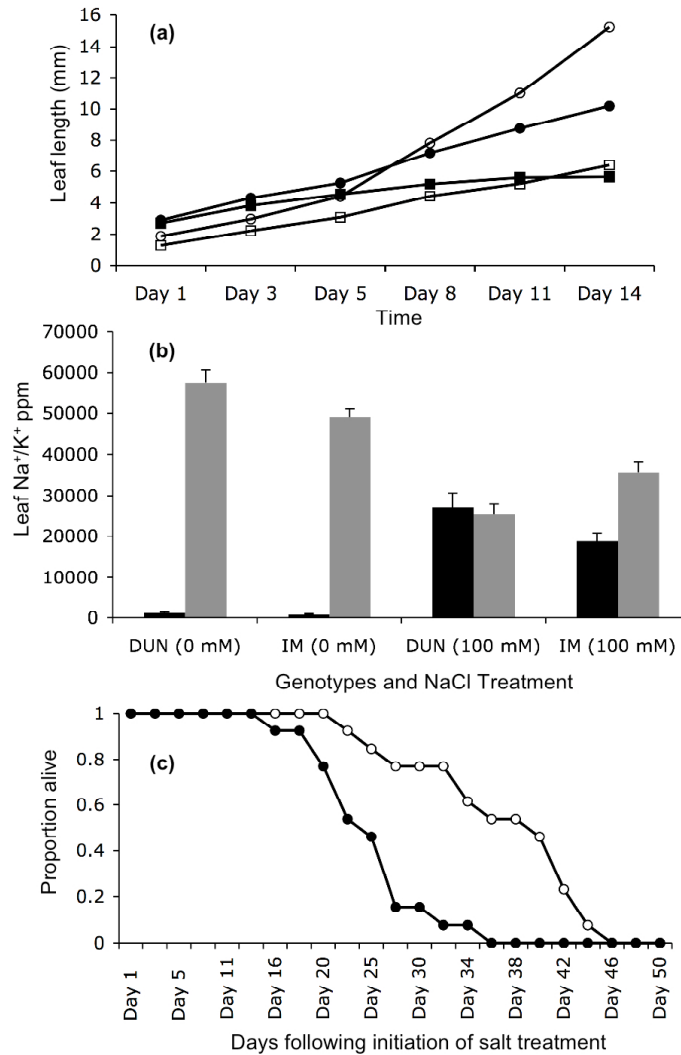 (a)
Leaf length (mm)
16
14
12
10
8
6
4
2
0
Day 1 Day 3 Day 5 Day 8 Day 11 Day 14
Time
(b)
Leaf Na⁺/K⁺ ppm
70000
60000
50000
40000
30000
20000
10000
0
DUN (0 mM) IM (0 mM) DUN (100 mM) IM (100 mM)
Genotypes and NaCl Treatment
(c)
Proportion alive
1
0.8
0.6
0.4
0.2
0
Day 1 Day 5 Day 11 Day 16 Day 20 Day 25 Day 30 Day 34 Day 38 Day 42 Day 46 Day 50
Days following initiation of salt treatment